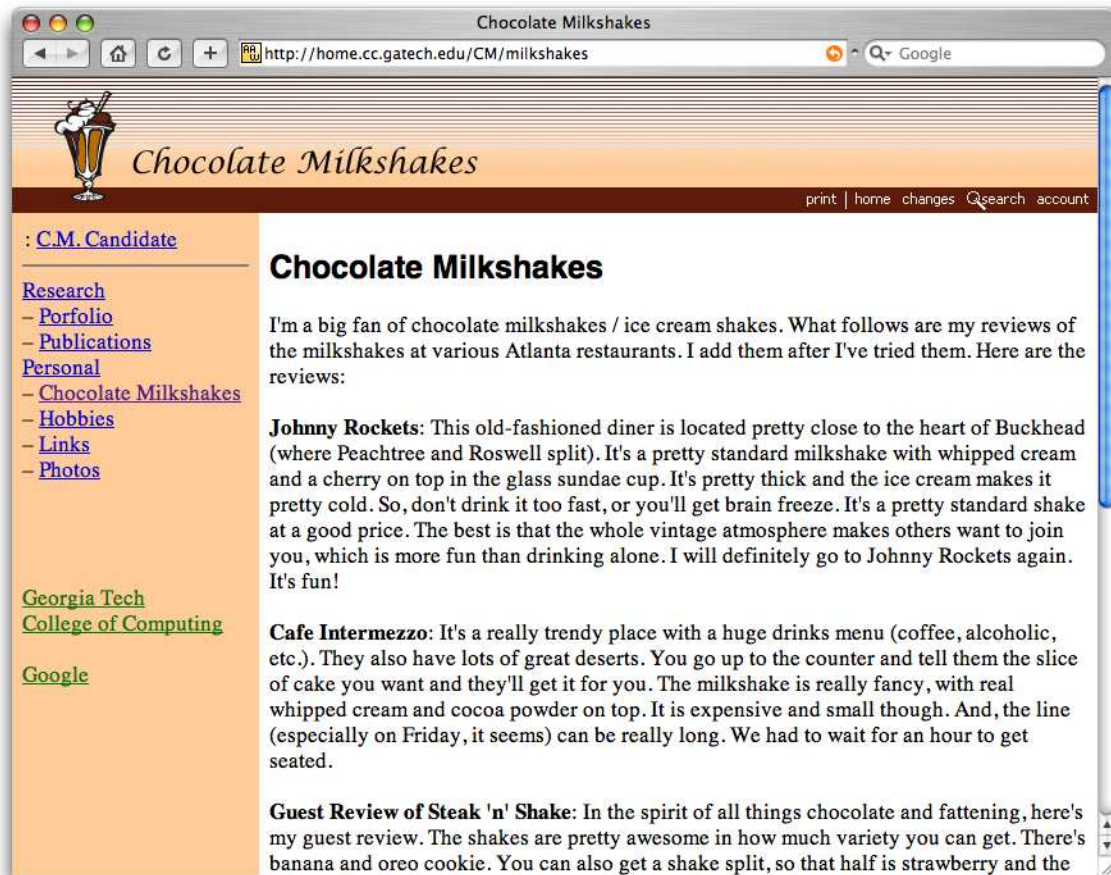 Chocolate Milkshakes
http://home.cc.gatech.edu/CM/milkshakes
Google
Chocolate Milkshakes
print | home changes search account
: C.M. Candidate
Research
– Porfolio
– Publications
Personal
– Chocolate Milkshakes
– Hobbies
– Links
– Photos
Georgia Tech
College of Computing
Google
Chocolate Milkshakes
I'm a big fan of chocolate milkshakes / ice cream shakes. What follows are my reviews of
the milkshakes at various Atlanta restaurants. I add them after I've tried them. Here are the
reviews:
Johnny Rockets: This old-fashioned diner is located pretty close to the heart of Buckhead
(where Peachtree and Roswell split). It's a pretty standard milkshake with whipped cream
and a cherry on top in the glass sundae cup. It's pretty thick and the ice cream makes it
pretty cold. So, don't drink it too fast, or you'll get brain freeze. It's a pretty standard shake
at a good price. The best is that the whole vintage atmosphere makes others want to join
you, which is more fun than drinking alone. I will definitely go to Johnny Rockets again.
It's fun!
Cafe Intermezzo: It's a really trendy place with a huge drinks menu (coffee, alcoholic,
etc.). They also have lots of great deserts. You go up to the counter and tell them the slice
of cake you want and they'll get it for you. The milkshake is really fancy, with real
whipped cream and cocoa powder on top. It is expensive and small though. And, the line
(especially on Friday, it seems) can be really long. We had to wait for an hour to get
seated.
Guest Review of Steak 'n' Shake: In the spirit of all things chocolate and fattening, here's
my guest review. The shakes are pretty awesome in how much variety you can get. There's
banana and oreo cookie. You can also get a shake split, so that half is strawberry and the